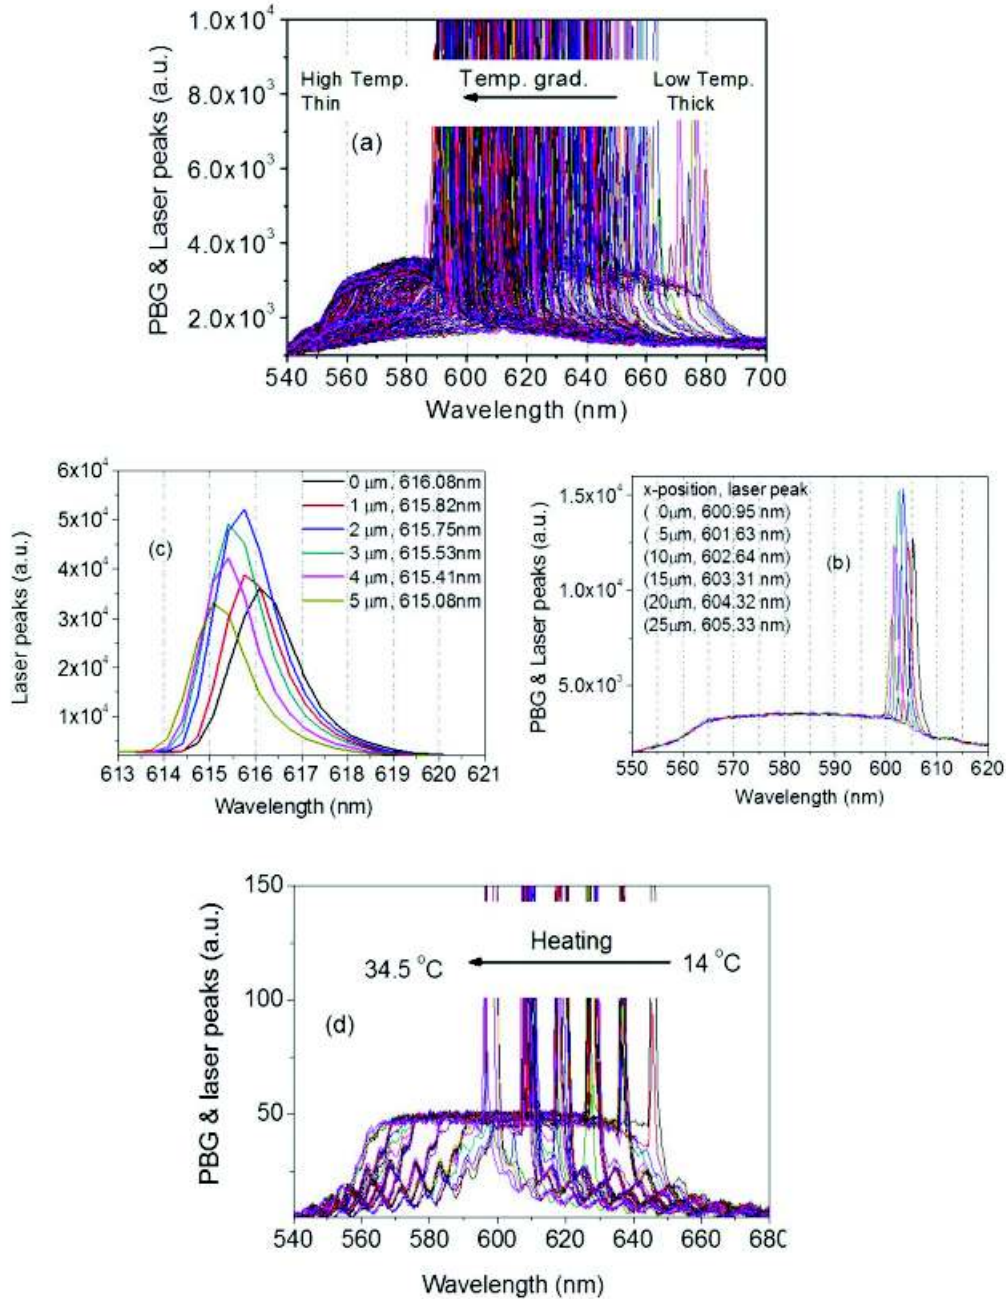 PBG & Laser peaks (a.u.)
1.0x10⁴
8.0x10³
6.0x10³
4.0x10³
2.0x10³
High Temp.
Thin
Temp. grad.
Low Temp.
Thick
(a)
540 560 580 600 620 640 660 680 700
Wavelength (nm)
Laser peaks (a.u.)
6x10⁴
5x10⁴
4x10⁴
3x10⁴
2x10⁴
1x10⁴
(c)
0 µm, 616.08nm
1 µm, 615.82nm
2 µm, 615.75nm
3 µm, 615.53nm
4 µm, 615.41nm
5 µm, 615.08nm
613 614 615 616 617 618 619 620 621
Wavelength (nm)
PBG & Laser peaks (a.u.)
1.5x10⁴
1.0x10⁴
5.0x10³
x-position, laser peak
( 0µm, 600.95 nm)
( 5µm, 601.63 nm)
(10µm, 602.64 nm)
(15µm, 603.31 nm)
(20µm, 604.32 nm)
(25µm, 605.33 nm)
(b)
550 560 570 580 590 600 610 620
Wavelength (nm)
PBG & laser peaks (a.u.)
150
100
50
Heating
34.5 °C
14 °C
(d)
540 560 580 600 620 640 660 680
Wavelength (nm)